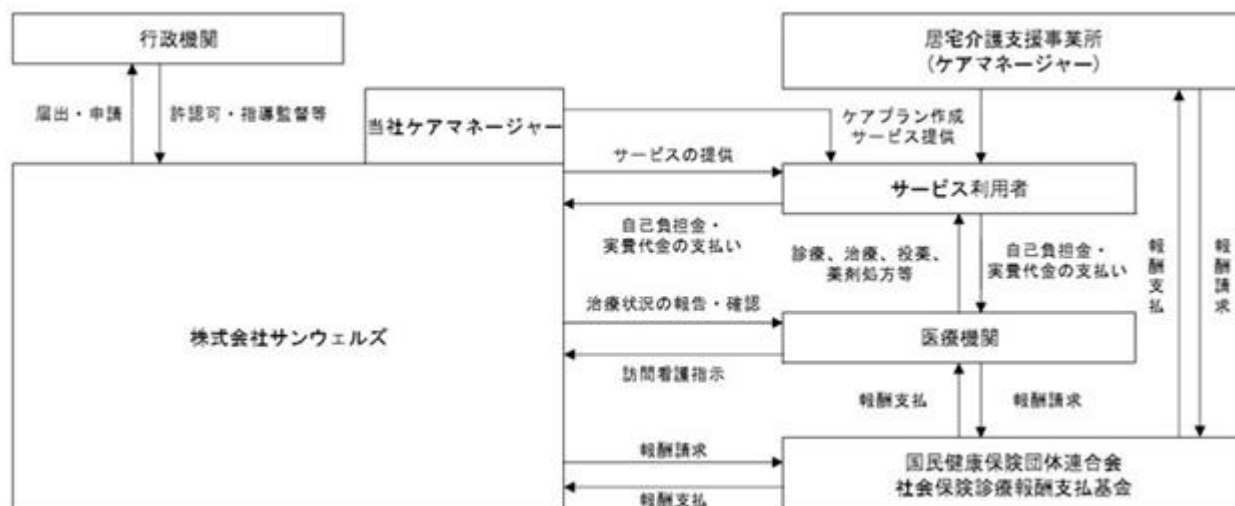 行政機関
居宅介護支援事業所
(ケアマネージャー)
届出・申請
許認可・指導監督等
当社ケアマネージャー
ケアプラン作成
サービス提供
サービスの提供
サービス利用者
自己負担金・
実費代金の支払い
診療、治療、投薬、
薬剤処方等
自己負担金・
実費代金の支払い
報酬支払
報酬請求
株式会社サンウェルズ
治療状況の報告・確認
医療機関
訪問看護指示
報酬支払
報酬請求
報酬請求
国民健康保険団体連合会
社会保険診療報酬支払基金
報酬支払